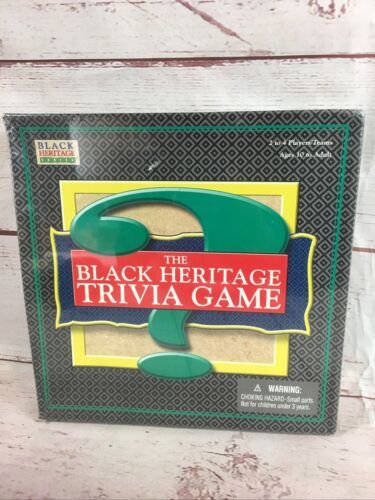 BLACK
HERITAGE
SERIES
2 to 4 Players/Teams
Ages 10 to Adult
THE
BLACK HERITAGE
TRIVIA GAME
WARNING:
CHOKING HAZARD-Small parts.
Not for children under 3 years.